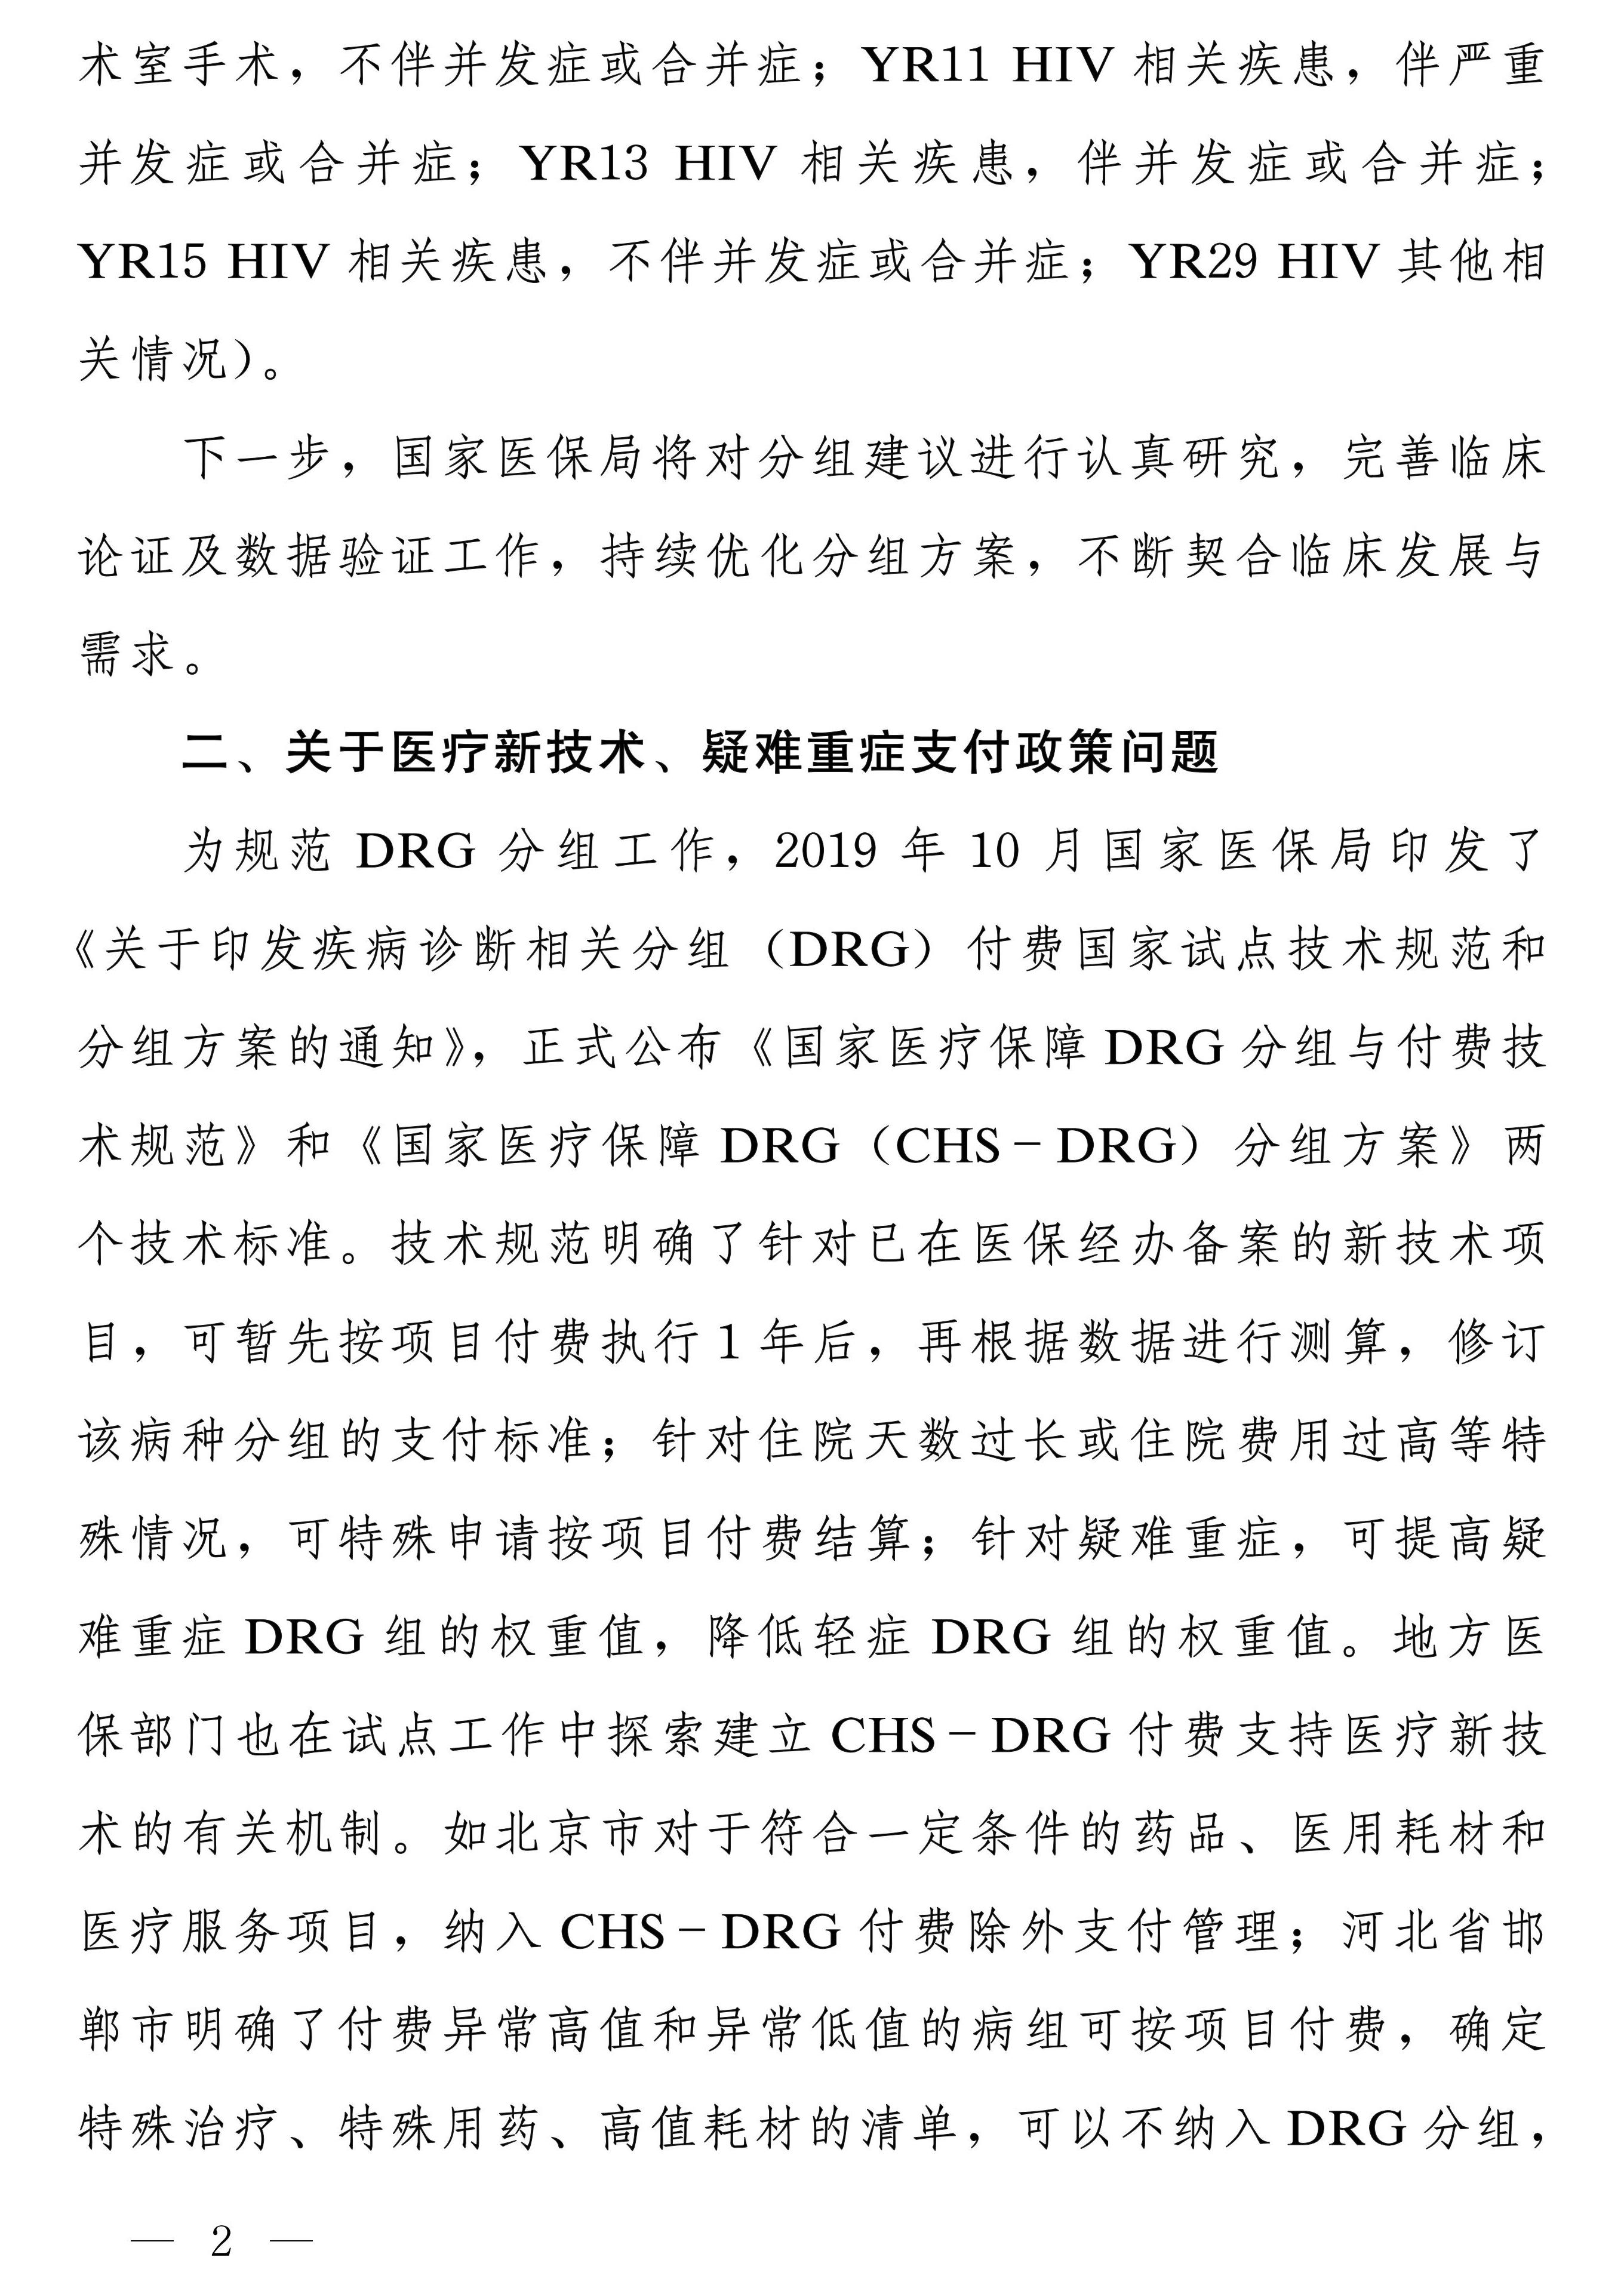 术室手术，不伴并发症或合并症；YR11 HIV 相关疾患，伴严重
并发症或合并症；YR13 HIV 相关疾患，伴并发症或合并症；
YR15 HIV 相关疾患，不伴并发症或合并症；YR29 HIV 其他相
关情况）。
下一步，国家医保局将对分组建议进行认真研究，完善临床
论证及数据验证工作，持续优化分组方案，不断契合临床发展与
需求。
二、关于医疗新技术、疑难重症支付政策问题
为规范 DRG 分组工作，2019 年 10 月国家医保局印发了
《关于印发疾病诊断相关分组（DRG）付费国家试点技术规范和
分组方案的通知》，正式公布《国家医疗保障 DRG 分组与付费技
术规范》和《国家医疗保障 DRG（CHS－DRG）分组方案》两
个技术标准。技术规范明确了针对已在医保经办备案的新技术项
目，可暂先按项目付费执行 1 年后，再根据数据进行测算，修订
该病种分组的支付标准；针对住院天数过长或住院费用过高等特
殊情况，可特殊申请按项目付费结算；针对疑难重症，可提高疑
难重症 DRG 组的权重值，降低轻症 DRG 组的权重值。地方医
保部门也在试点工作中探索建立 CHS－DRG 付费支持医疗新技
术的有关机制。如北京市对于符合一定条件的药品、医用耗材和
医疗服务项目，纳入 CHS－DRG 付费除外支付管理；河北省邯
郸市明确了付费异常高值和异常低值的病组可按项目付费，确定
特殊治疗、特殊用药、高值耗材的清单，可以不纳入 DRG 分组，
— 2 —